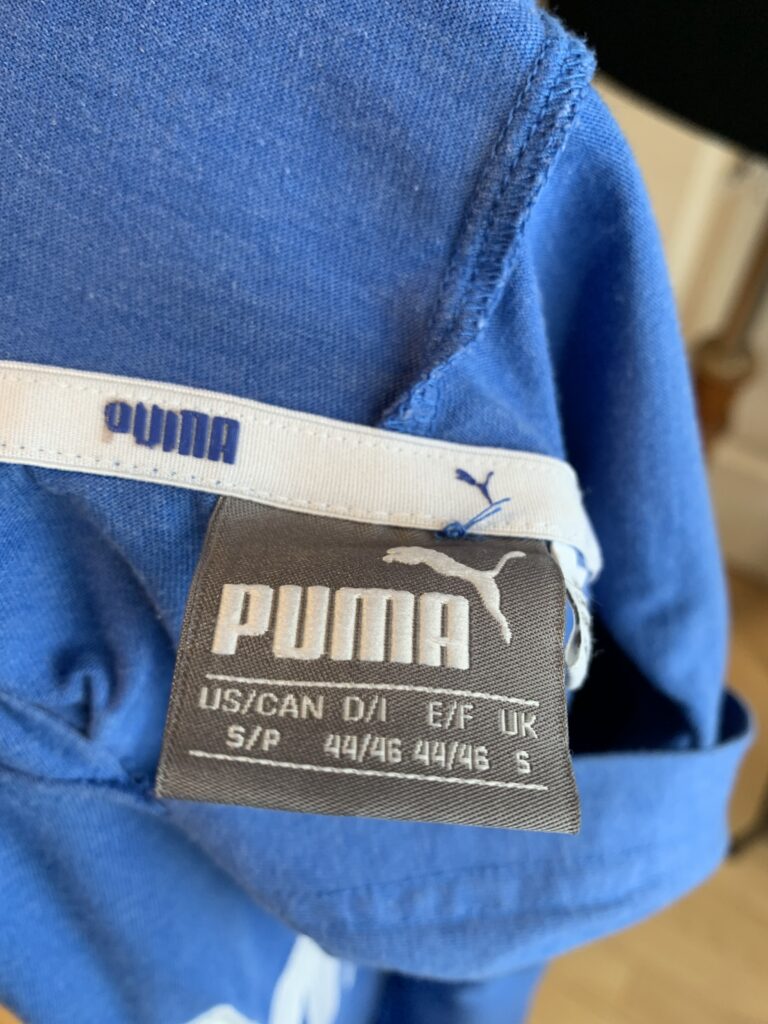 PUMA
PUMA
US/CAN D/I E/F UK
S/P 44/46 44/46 S